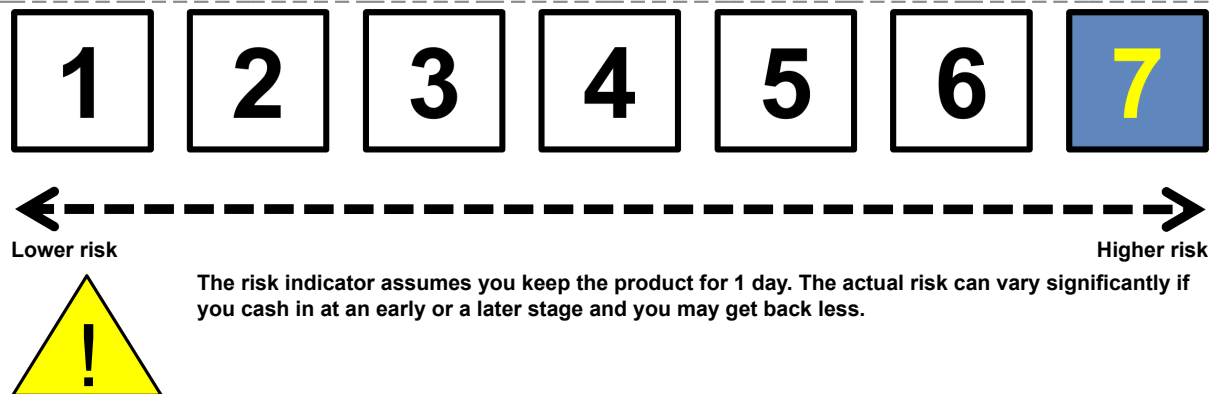 1 2 3 4 5 6 7
Lower risk Higher risk
The risk indicator assumes you keep the product for 1 day. The actual risk can vary significantly if
you cash in at an early or a later stage and you may get back less.
!